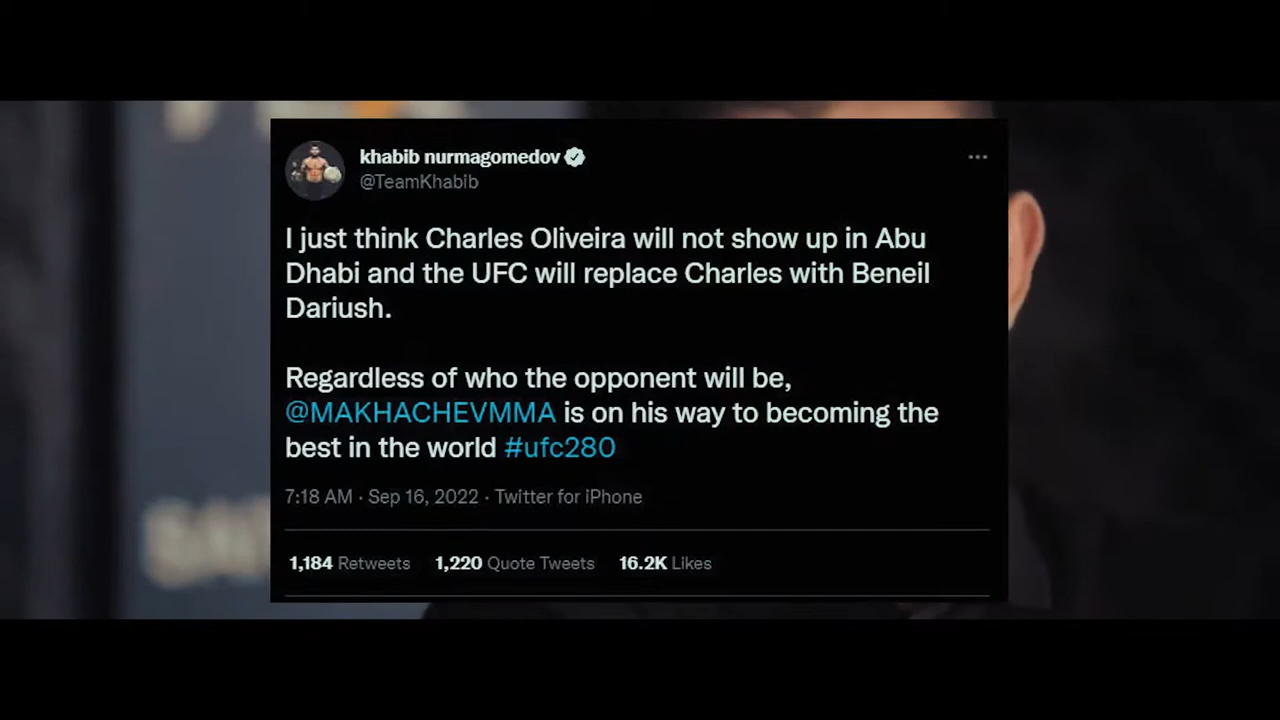 khabib nurmagomedov
@TeamKhabib
I just think Charles Oliveira will not show up in Abu
Dhabi and the UFC will replace Charles with Beneil
Dariush.
Regardless of who the opponent will be,
@MAKHACHEVMMA is on his way to becoming the
best in the world #ufc280
7:18 AM · Sep 16, 2022 · Twitter for iPhone
1,184 Retweets 1,220 Quote Tweets 16.2K Likes